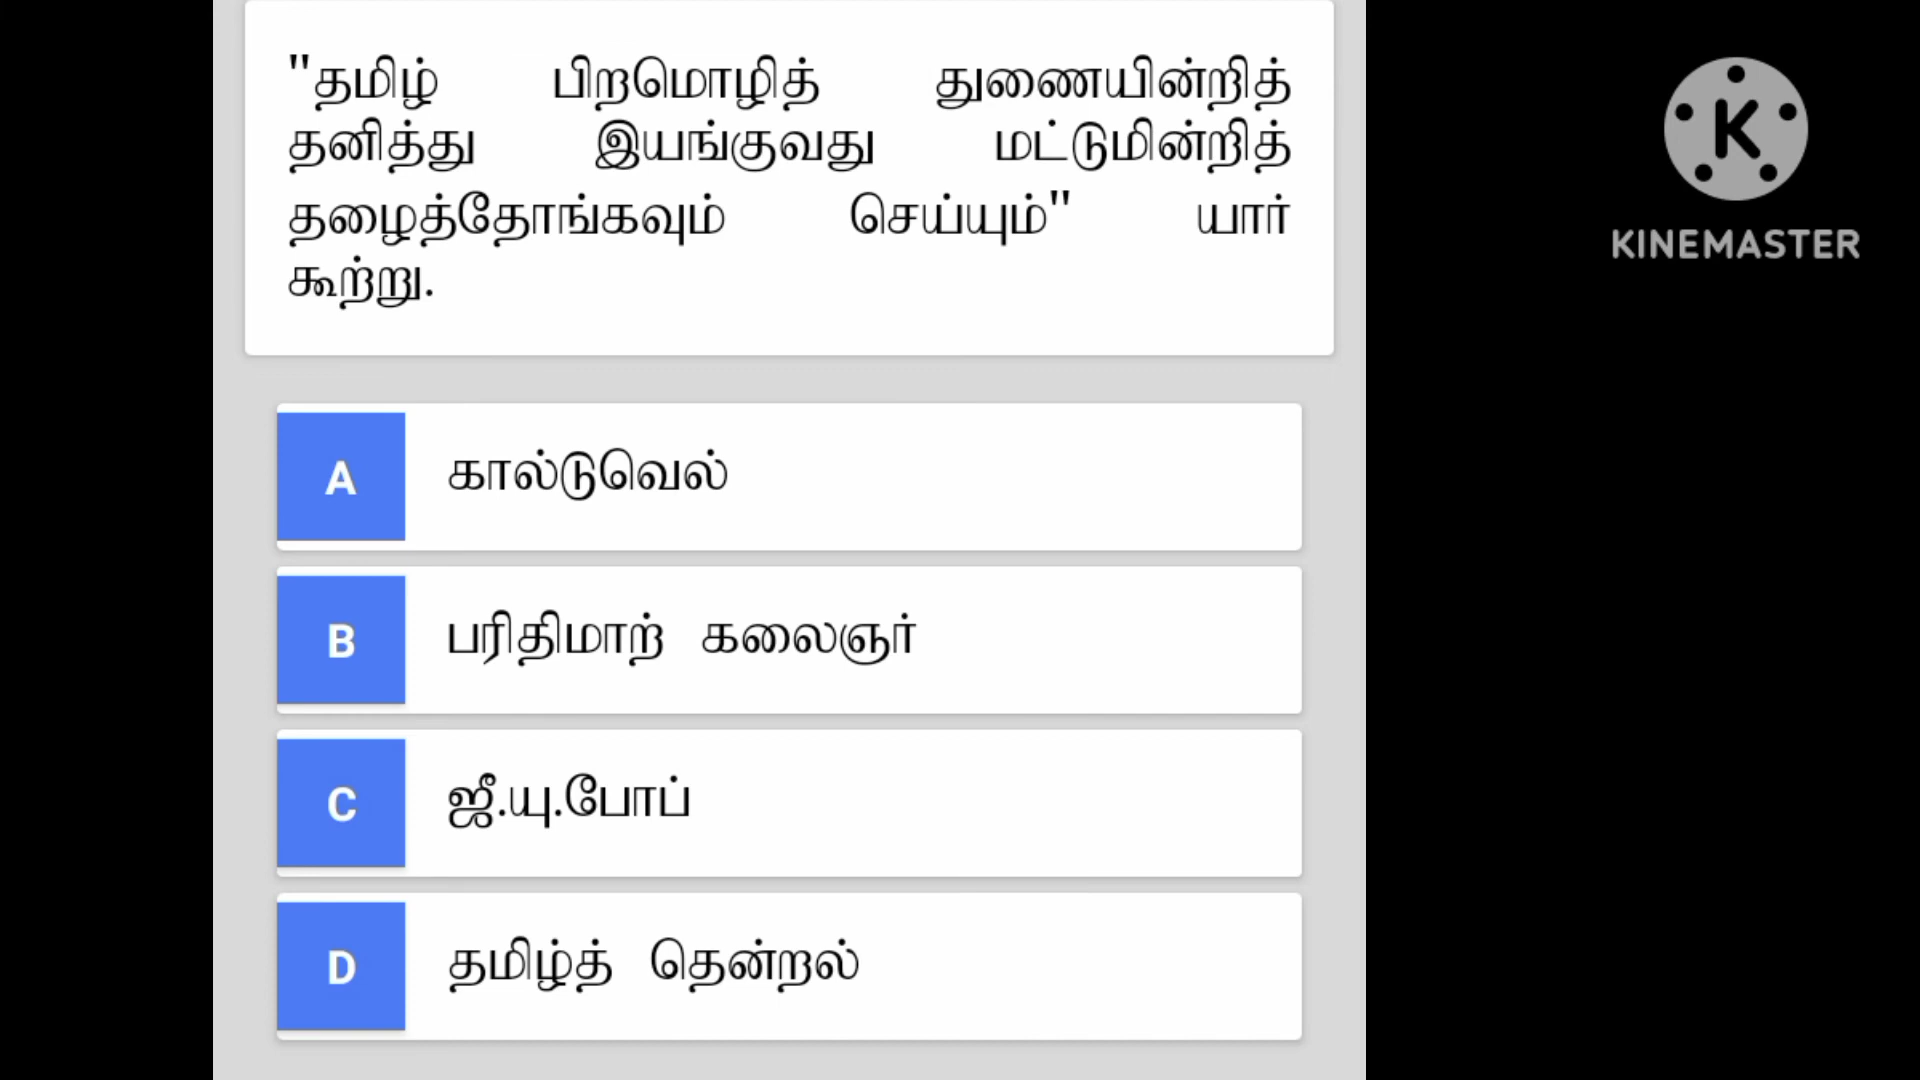 "தமிழ் பிறமொழித் துணையின்றித்
தனித்து இயங்குவது மட்டுமின்றித்
தழைத்தோங்கவும் செய்யும்" யார்
கூற்று.
A கால்டுவெல்
B பரிதிமாற் கலைஞர்
C ஜீ.யு.போப்
D தமிழ்த் தென்றல்
K
KINEMASTER